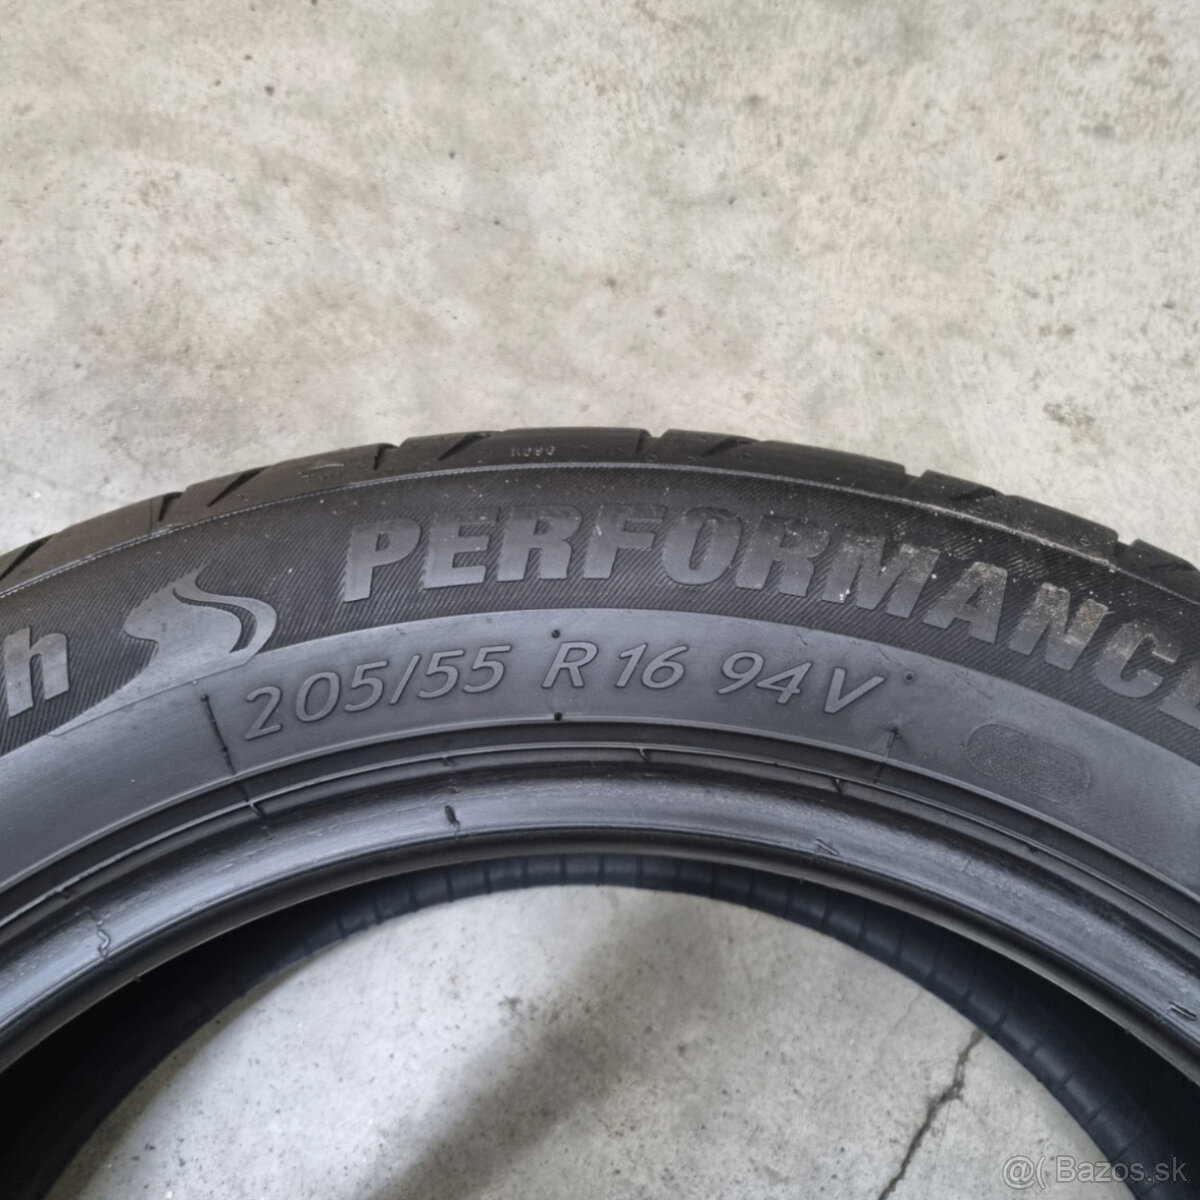 h PERFORMANC
205/55 R 16 94V
@( Bazos.sk